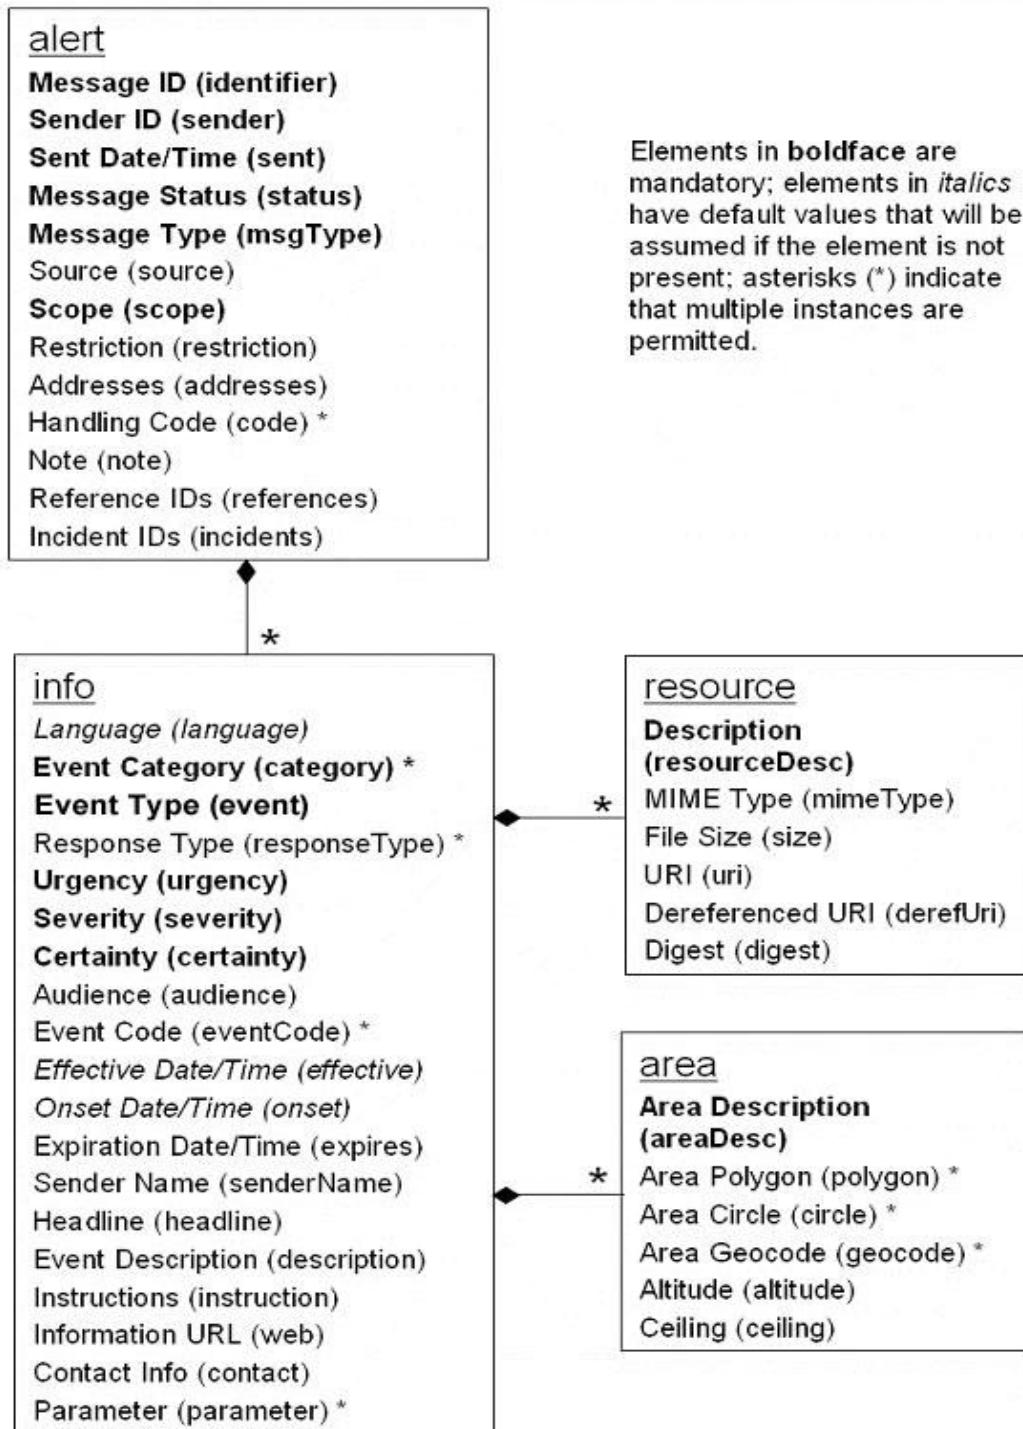 alert
Message ID (identifier)
Sender ID (sender)
Sent Date/Time (sent)
Message Status (status)
Message Type (msgType)
Source (source)
Scope (scope)
Restriction (restriction)
Addresses (addresses)
Handling Code (code) *
Note (note)
Reference IDs (references)
Incident IDs (incidents)
Elements in boldface are
mandatory; elements in italics
have default values that will be
assumed if the element is not
present; asterisks (*) indicate
that multiple instances are
permitted.
*
info
Language (language)
Event Category (category) *
Event Type (event)
Response Type (responseType) *
Urgency (urgency)
Severity (severity)
Certainty (certainty)
Audience (audience)
Event Code (eventCode) *
Effective Date/Time (effective)
Onset Date/Time (onset)
Expiration Date/Time (expires)
Sender Name (senderName)
Headline (headline)
Event Description (description)
Instructions (instruction)
Information URL (web)
Contact Info (contact)
Parameter (parameter) *
*
resource
Description
(resourceDesc)
MIME Type (mimeType)
File Size (size)
URI (uri)
Dereferenced URI (derefUri)
Digest (digest)
*
area
Area Description
(areaDesc)
Area Polygon (polygon) *
Area Circle (circle) *
Area Geocode (geocode) *
Altitude (altitude)
Ceiling (ceiling)